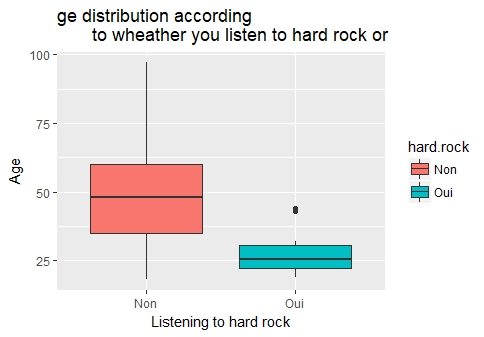 ge distribution according
to wheather you listen to hard rock or
100
75
50
25
Age
Non
Oui
Listening to hard rock
hard.rock
Non
Oui